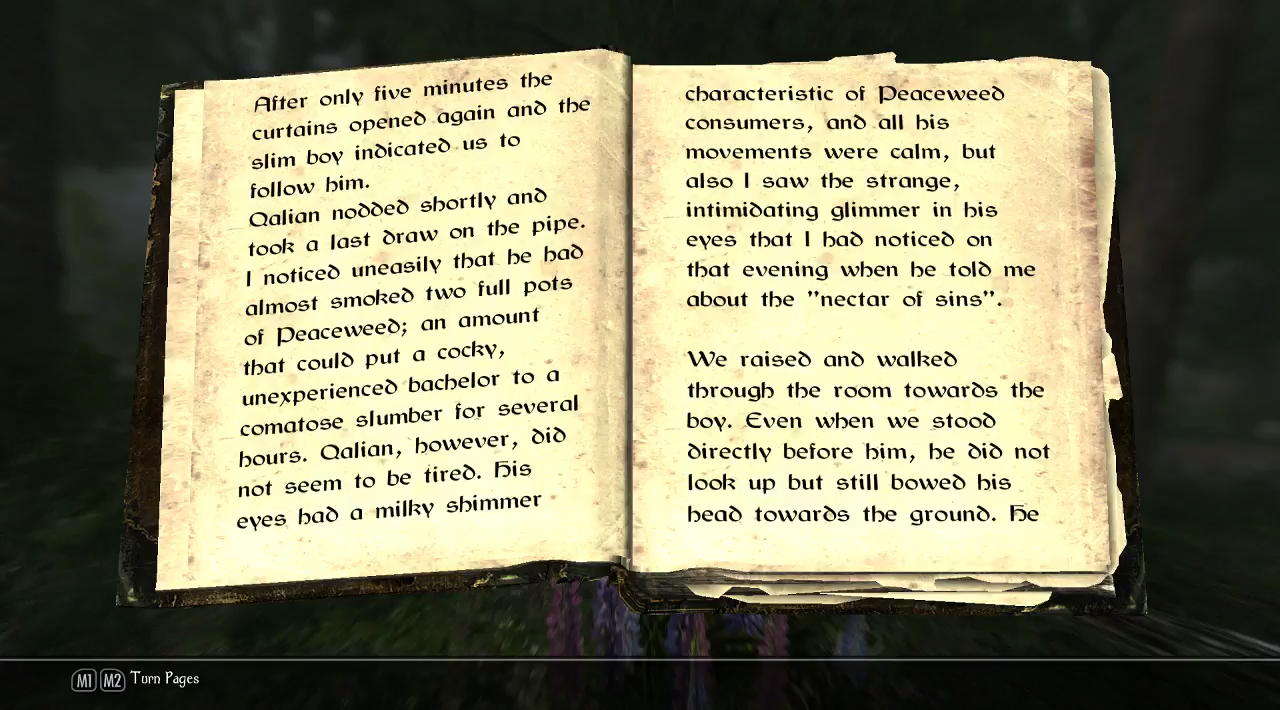 After only five minutes the
curtains opened again and the
slim boy indicated us to
follow him.
Qalian nodded shortly and
took a last draw on the pipe.
I noticed uneasily that he had
almost smoked two full pots
of Peaceweed; an amount
that could put a cocky,
unexperienced bachelor to a
comatose slumber for several
hours. Qalian, however, did
not seem to be tired. His
eyes had a milky shimmer
characteristic of Peaceweed
consumers, and all his
movements were calm, but
also I saw the strange,
intimidating glimmer in his
eyes that I had noticed on
that evening when he told me
about the "nectar of sins".
We raised and walked
through the room towards the
boy. Even when we stood
directly before him, he did not
look up but still bowed his
head towards the ground. He
M1 M2 Turn Pages